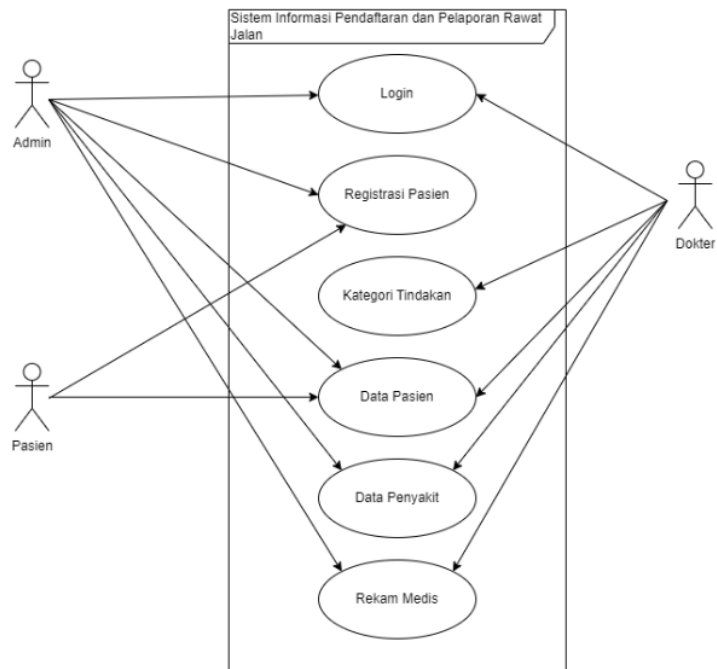 Sistem Informasi Pendaftaran dan Pelaporan Rawat
Jalan
Login
Admin
Registrasi Pasien
Dokter
Kategori Tindakan
Data Pasien
Pasien
Data Penyakit
Rekam Medis